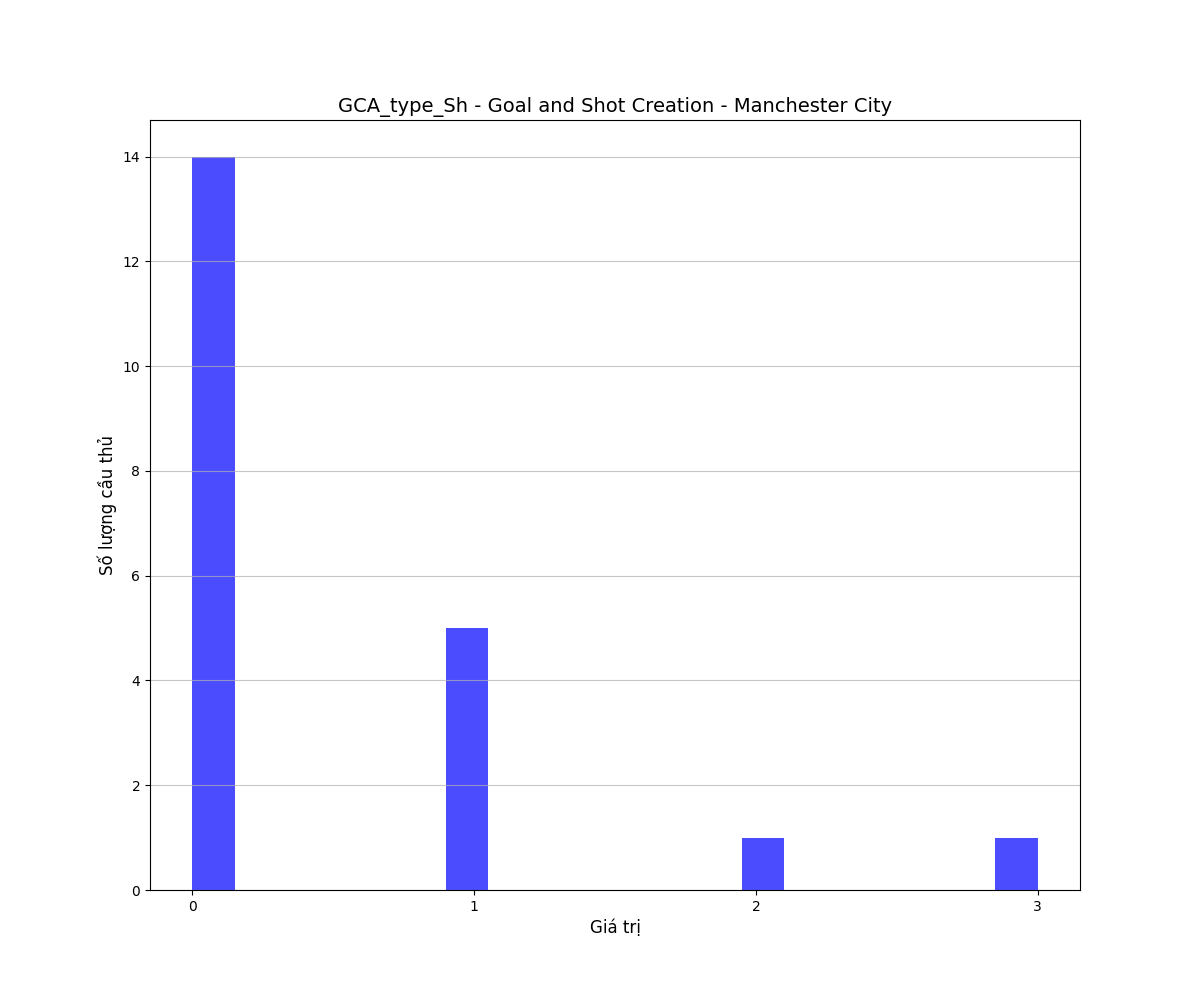 GCA_type_Sh - Goal and Shot Creation - Manchester City
14
12
10
8
6
4
2
0
Số lượng cầu thủ
0 1 2 3
Giá trị